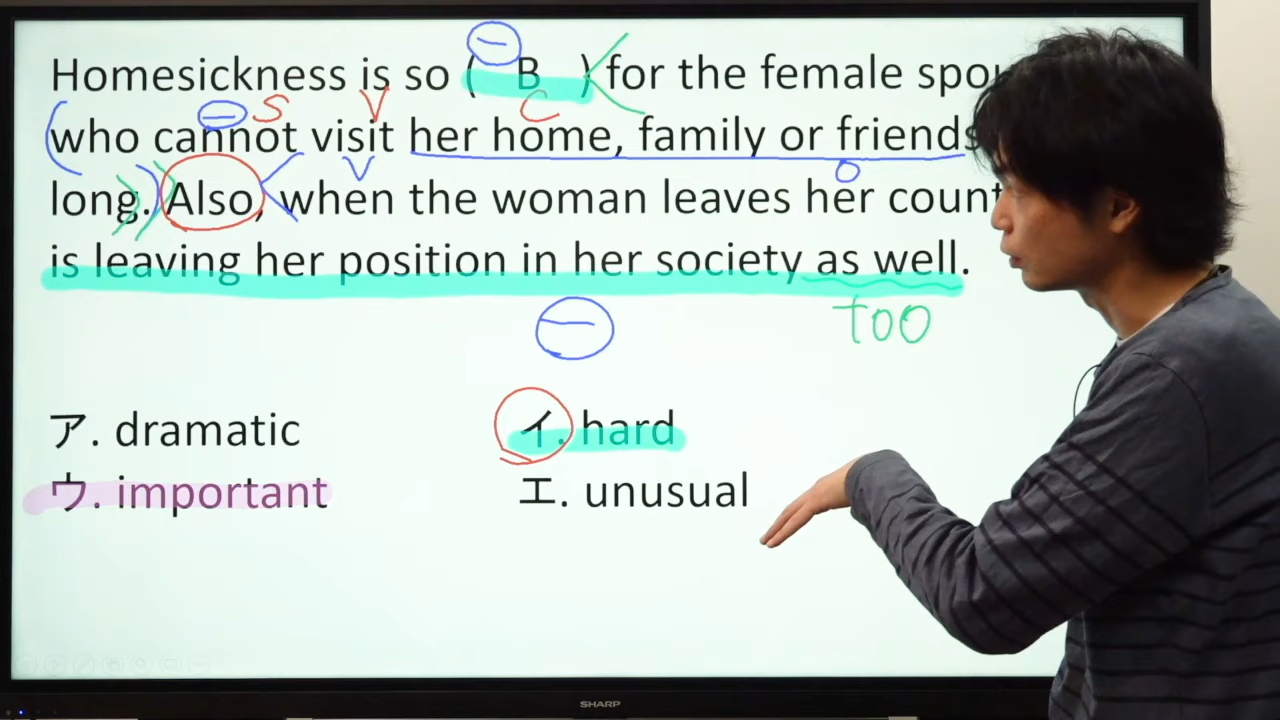 Homesickness is so ( B ) for the female
who cannot visit her home, family or friends
long. Also, when the woman leaves her
is leaving her position in her society as well.
too
ア. dramatic イ. hard
ウ. important エ. unusual
S V C
V O
SHARP